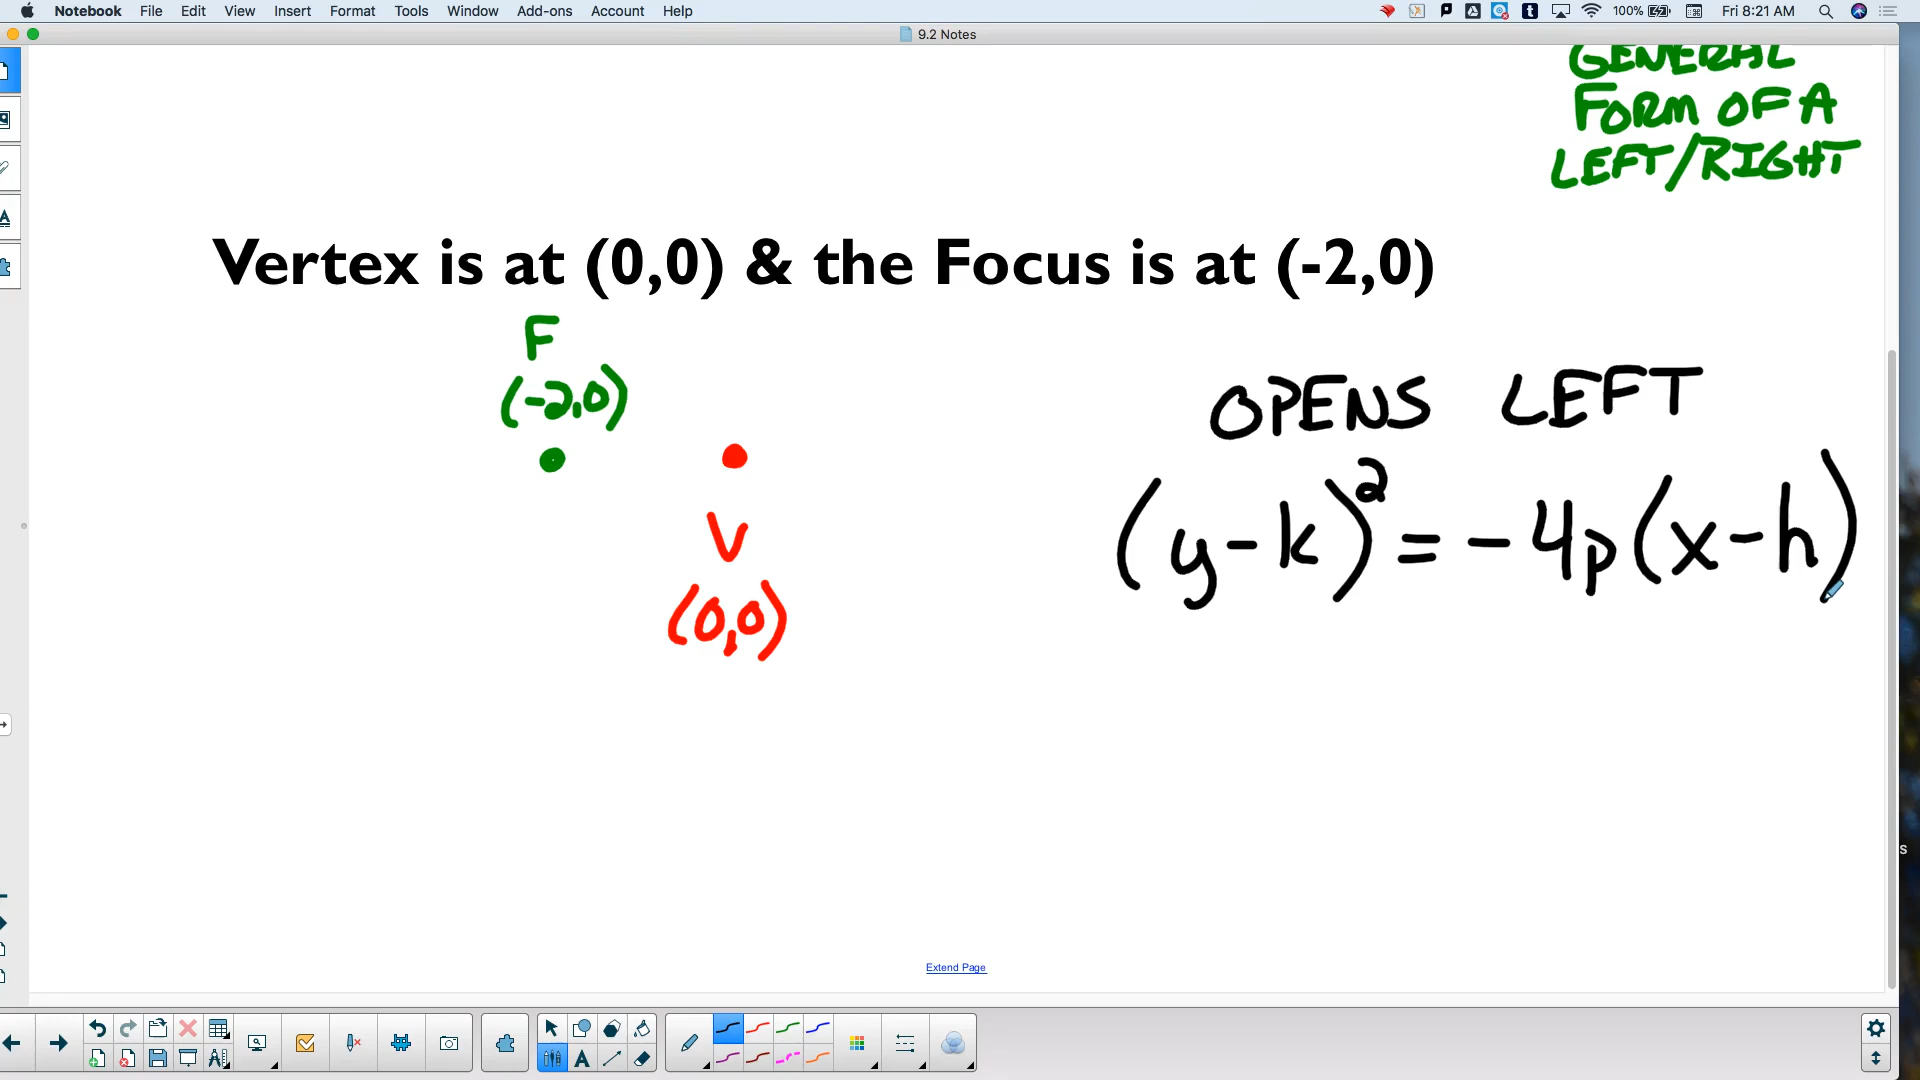 Notebook File Edit View Insert Format Tools Window Add-ons Account Help 100% Fri 8:21 AM
9.2 Notes
GENERAL
FORM OF A
LEFT/RIGHT
Vertex is at (0,0) & the Focus is at (-2,0)
F
(-2,0)
OPENS LEFT
(y-k)²=-4p(x-h)
V
(0,0)
s
Extend Page